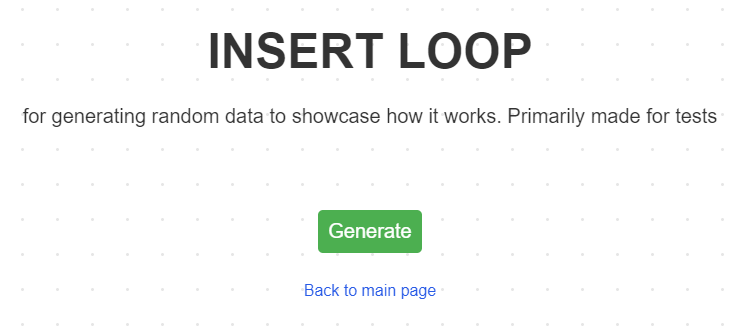 INSERT LOOP
for generating random data to showcase how it works. Primarily made for tests
Generate
Back to main page